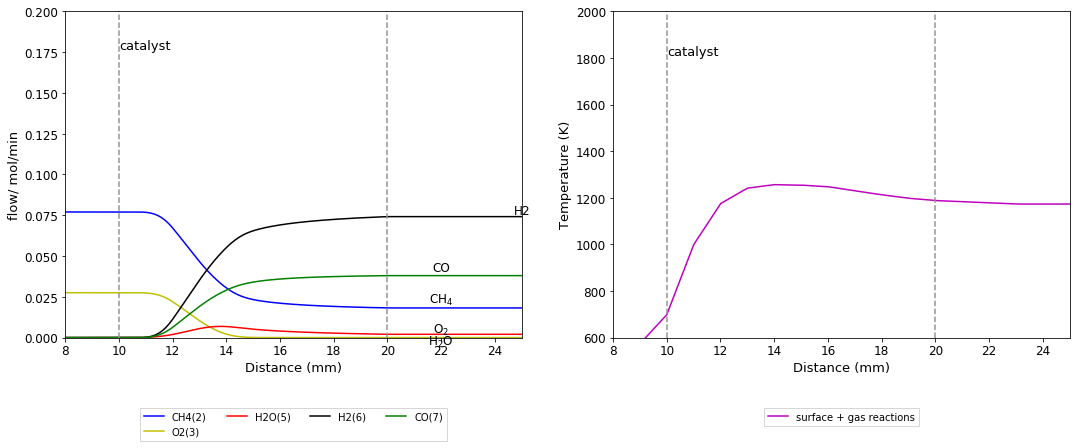 0.200
0.175
0.150
0.125
0.100
0.075
0.050
0.025
0.000
flow/ mol/min
catalyst
H2
CO
CH₄
O₂
H₂O
8 10 12 14 16 18 20 22 24
Distance (mm)
CH4(2) H2O(5) H2(6) CO(7)
O2(3)
2000
1800
1600
1400
1200
1000
800
600
Temperature (K)
catalyst
8 10 12 14 16 18 20 22 24
Distance (mm)
surface + gas reactions